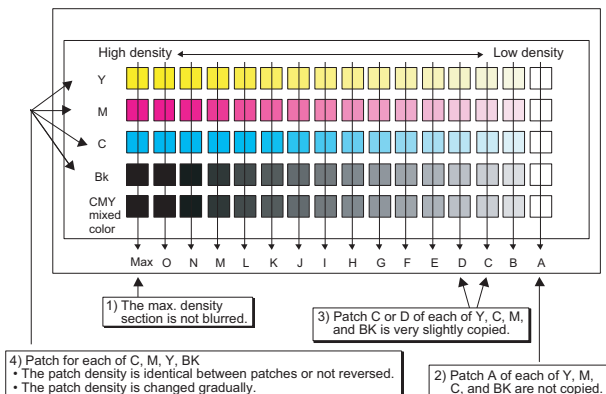 High density Low density
Y
M
C
Bk
CMY
mixed
color
Max O N M L K J I H G F E D C B A
1) The max. density
section is not blurred.
3) Patch C or D of each of Y, C, M,
and BK is very slightly copied.
4) Patch for each of C, M, Y, BK
• The patch density is identical between patches or not reversed.
• The patch density is changed gradually.
2) Patch A of each of Y, M,
C, and BK are not copied.